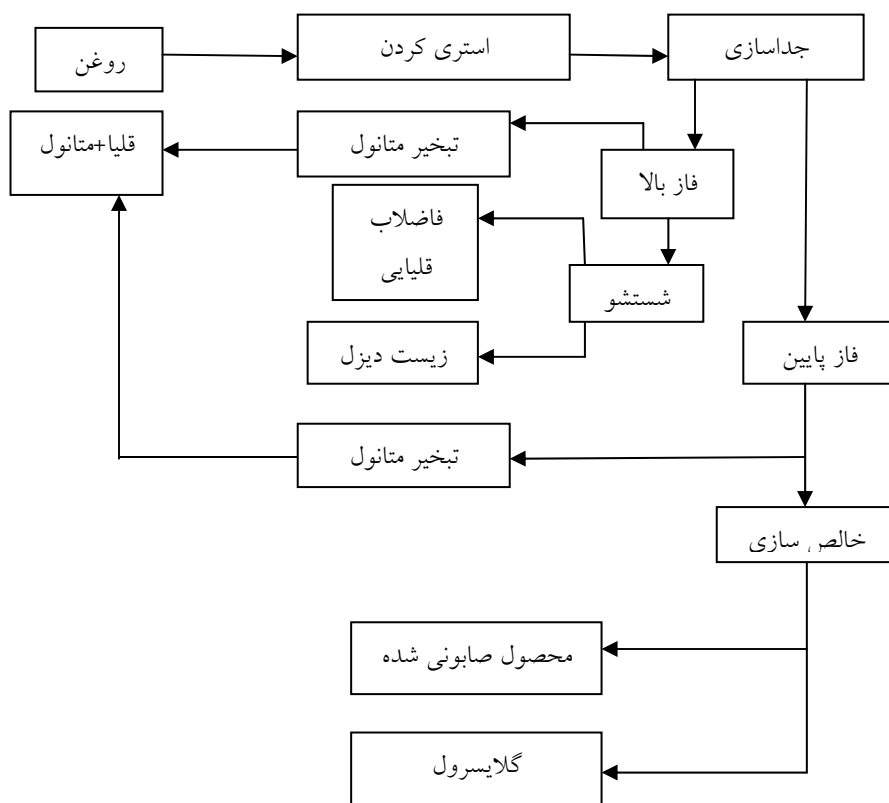 روغن
استری کردن
جداسازی
قلیا+متانول
تبخیر متانول
فاز بالا
فاضلاب
قلیایی
شستشو
زیست دیزل
فاز پایین
تبخیر متانول
خالص سازی
محصول صابونی شده
گلایسرول